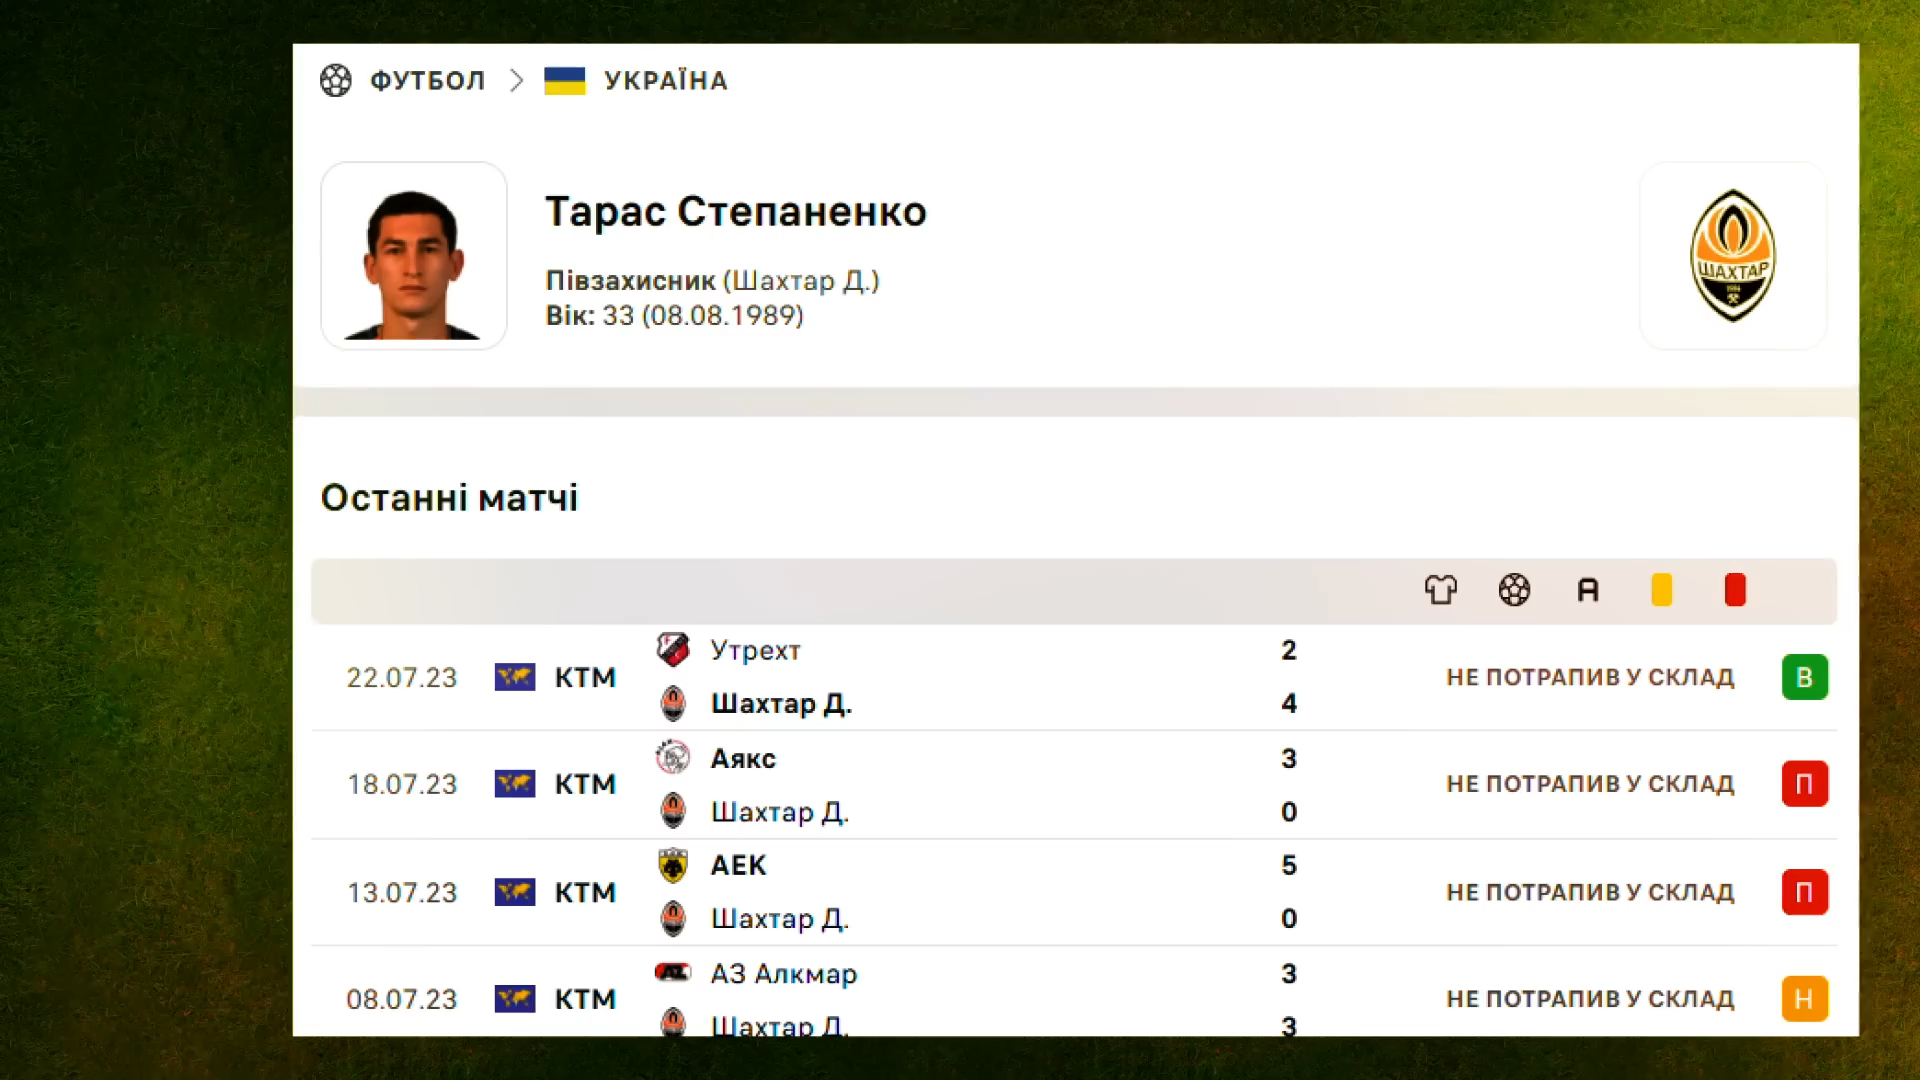 ФУТБОЛ > УКРАЇНА
Тарас Степаненко
Півзахисник (Шахтар Д.)
Вік: 33 (08.08.1989)
ШАХТАР
1936
Останні матчі
A
22.07.23 КТМ Утрехт 2 НЕ ПОТРАПИВ У СКЛАД В
Шахтар Д. 4
18.07.23 КТМ Аякс 3 НЕ ПОТРАПИВ У СКЛАД П
Шахтар Д. 0
13.07.23 КТМ АЕК 5 НЕ ПОТРАПИВ У СКЛАД П
Шахтар Д. 0
08.07.23 КТМ АЗ Алкмар 3 НЕ ПОТРАПИВ У СКЛАД Н
Шахтар Д. 3